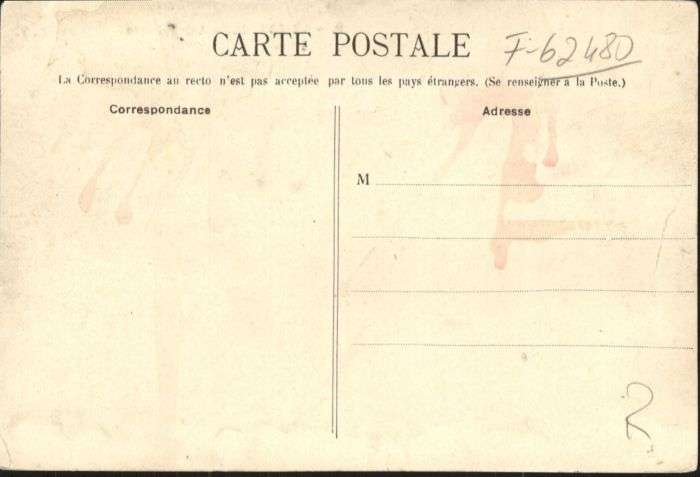 CARTE POSTALE F-62480
La Correspondance au recto n'est pas acceptée par tous les pays étrangers. (Se renseigner à la Poste.)
Correspondance Adresse
M
R